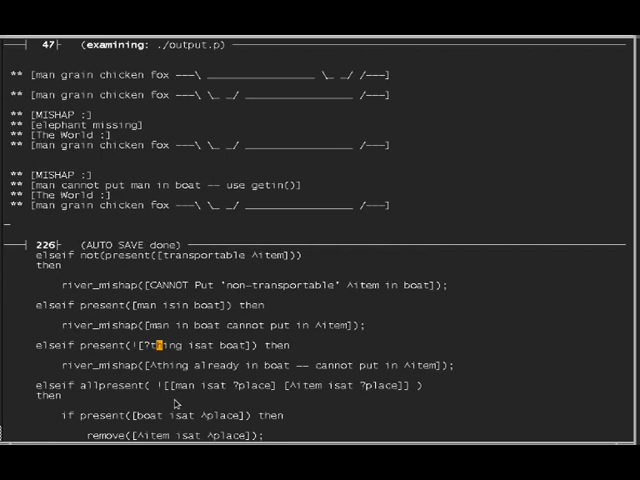 47 (examining: ./output.p)
** [man grain chicken fox ---\ _________________ \_ _/ /---]
** [man grain chicken fox ---\ \_ _/ _________________ /---]
** [MISHAP :]
** [elephant missing]
** [The World :]
** [man grain chicken fox ---\ \_ _/ _________________ /---]
** [MISHAP :]
** [man cannot put man in boat -- use getin()]
** [The World :]
** [man grain chicken fox ---\ \_ _/ _________________ /---]
226 (AUTO SAVE done)
elseif not(present([transportable ^item]))
then
river_mishap([CANNOT Put 'non-transportable' ^item in boat]);
elseif present([man isin boat]) then
river_mishap([man in boat cannot put in ^item]);
elseif present(![?thing isat boat]) then
river_mishap([^thing already in boat -- cannot put in ^item]);
elseif allpresent( ![[man isat ?place] [^item isat ?place]] )
then
if present([boat isat ^place]) then
remove([^item isat ^place]);